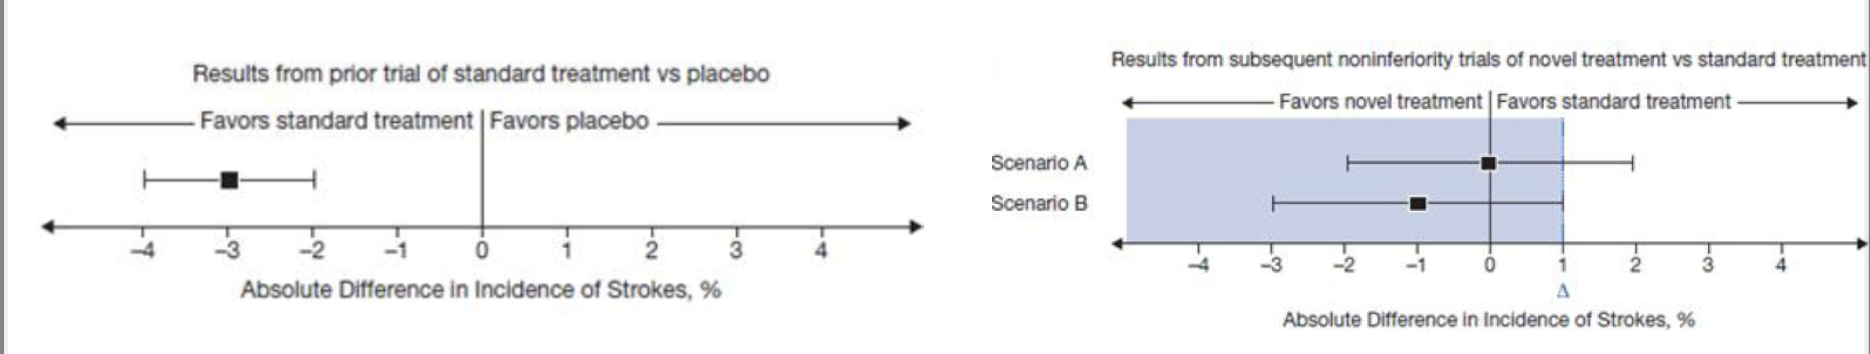 Results from prior trial of standard treatment vs placebo
Favors standard treatment Favors placebo
–4 –3 –2 –1 0 1 2 3 4
Absolute Difference in Incidence of Strokes, %
Results from subsequent noninferiority trials of novel treatment vs standard treatment
Favors novel treatment Favors standard treatment
Scenario A
Scenario B
–4 –3 –2 –1 0 1 2 3 4
Δ
Absolute Difference in Incidence of Strokes, %